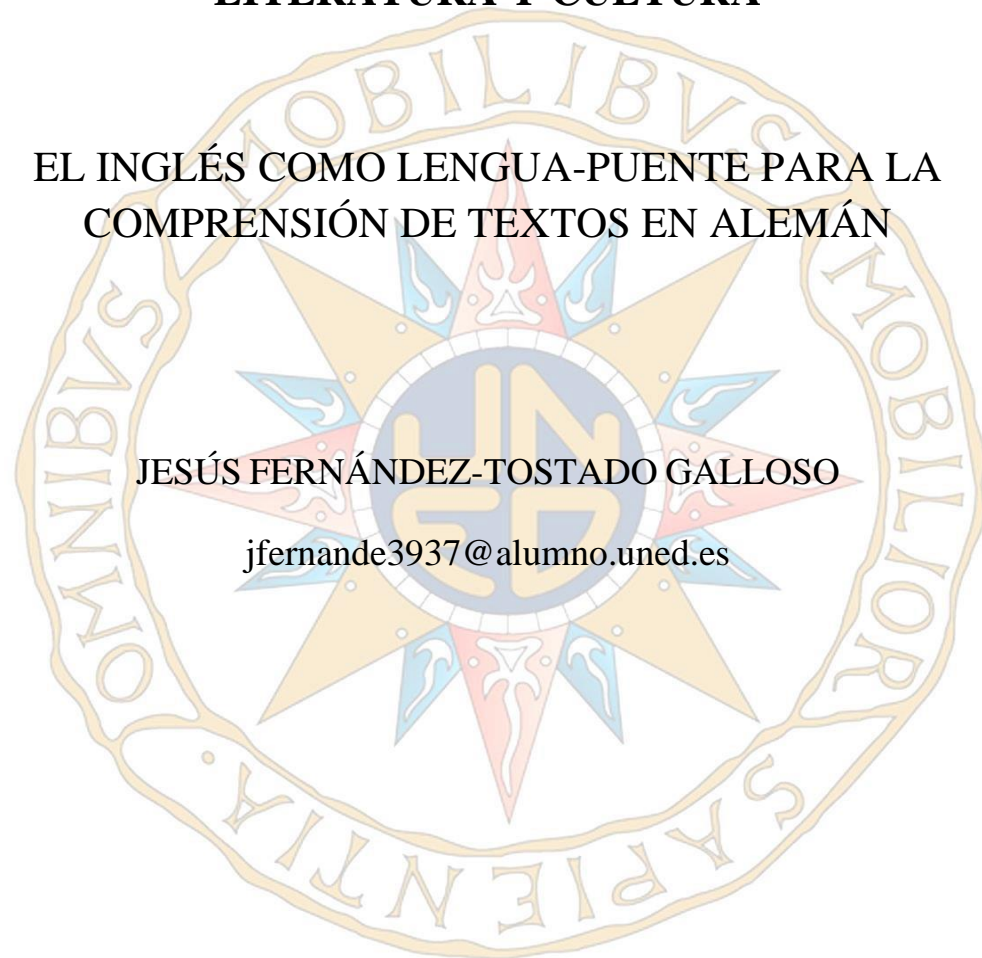 LITERATURA Y CULTURA
EL INGLÉS COMO LENGUA-PUENTE PARA LA
COMPRENSIÓN DE TEXTOS EN ALEMÁN
JESÚS FERNÁNDEZ-TOSTADO GALLOSO
jfernande3937@alumno.uned.es
OMNIBVS MOBILIBVS MOBILIOR SAPIENTIA
UNED